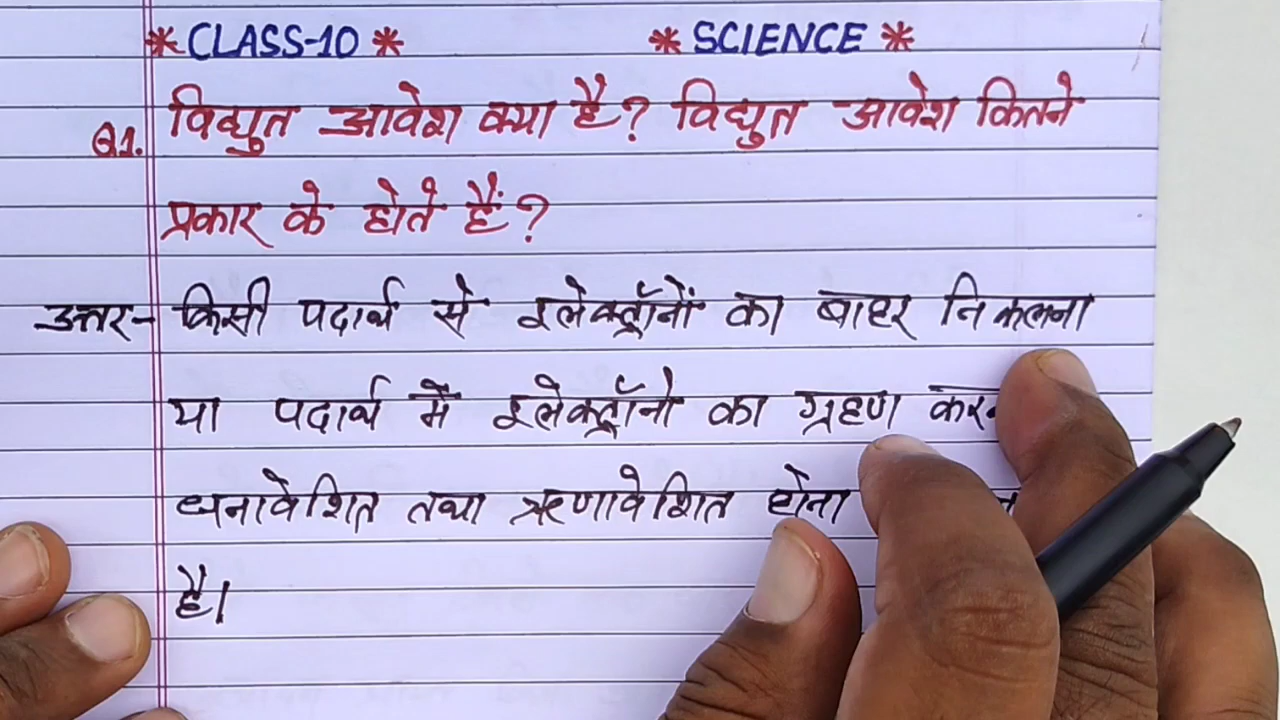 * CLASS-10 * * SCIENCE *
Q1. विद्युत आवेश क्या है? विद्युत आवेश कितने
प्रकार के होते हैं?
उत्तर- किसी पदार्थ से इलेक्ट्रॉनों का बाहर निकलना
या पदार्थ में इलेक्ट्रॉनो का ग्रहण
धनावेशित तथा ऋणावेशित होना
है।